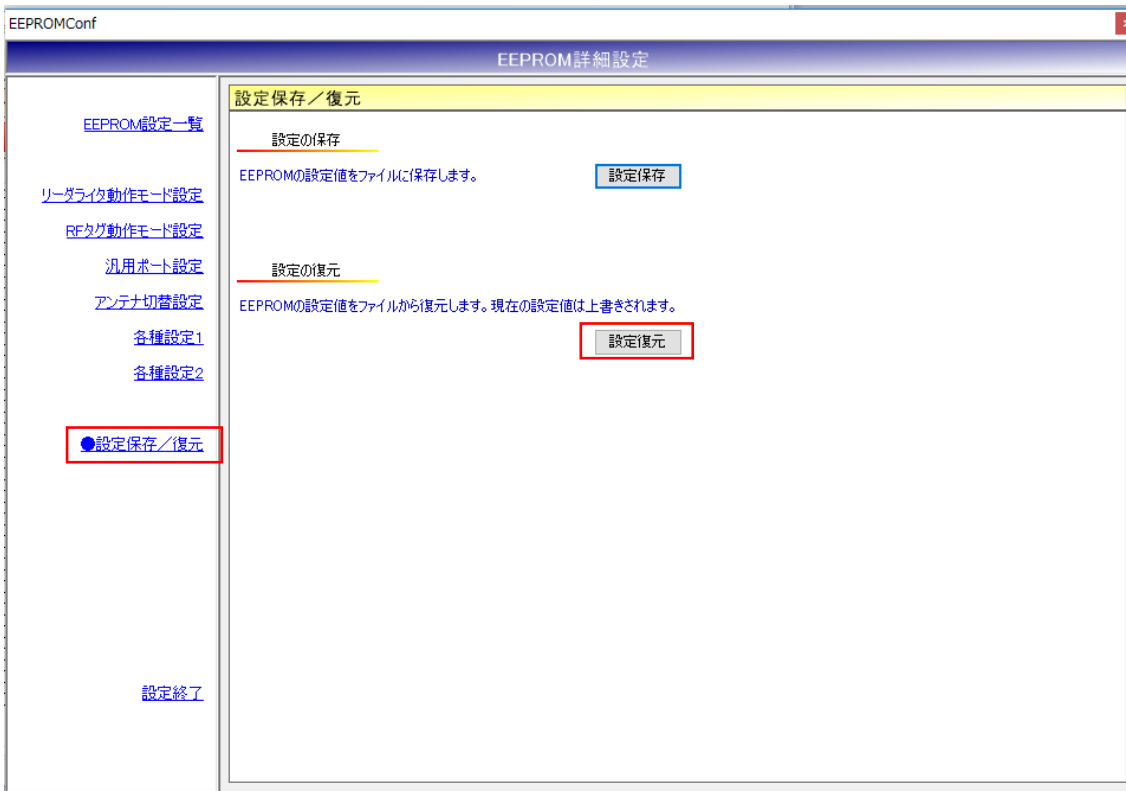 EEPROMConf
EEPROM詳細設定
EEPROM設定一覧
リーダライタ動作モード設定
RFタグ動作モード設定
汎用ポート設定
アンテナ切替設定
各種設定1
各種設定2
●設定保存／復元
設定終了
設定保存／復元
設定の保存
EEPROMの設定値をファイルに保存します。
設定保存
設定の復元
EEPROMの設定値をファイルから復元します。現在の設定値は上書きされます。
設定復元